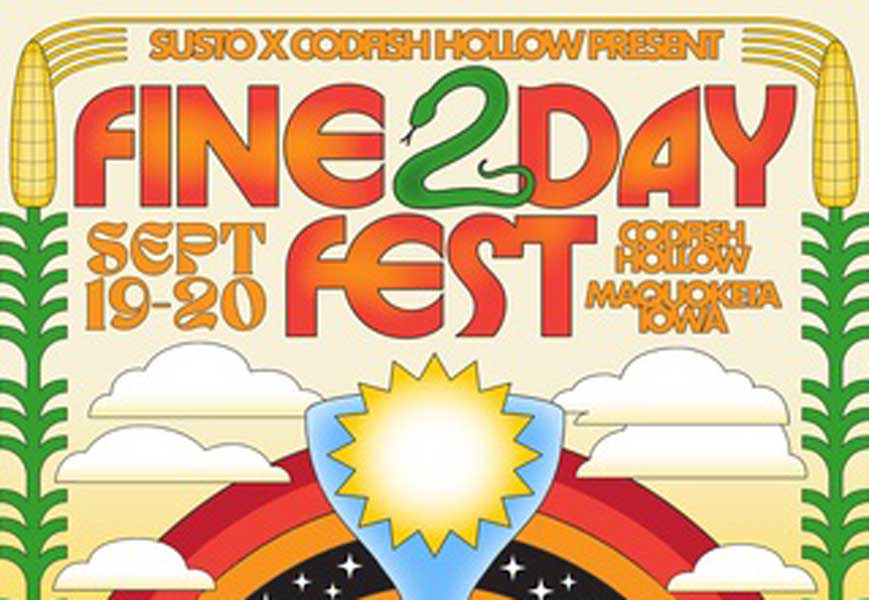 SUSTO X CODFISH HOLLOW PRESENT
FINE 2 DAY
FEST
SEPT
19-20
CODFISH
HOLLOW
MAQUOKETA
IOWA